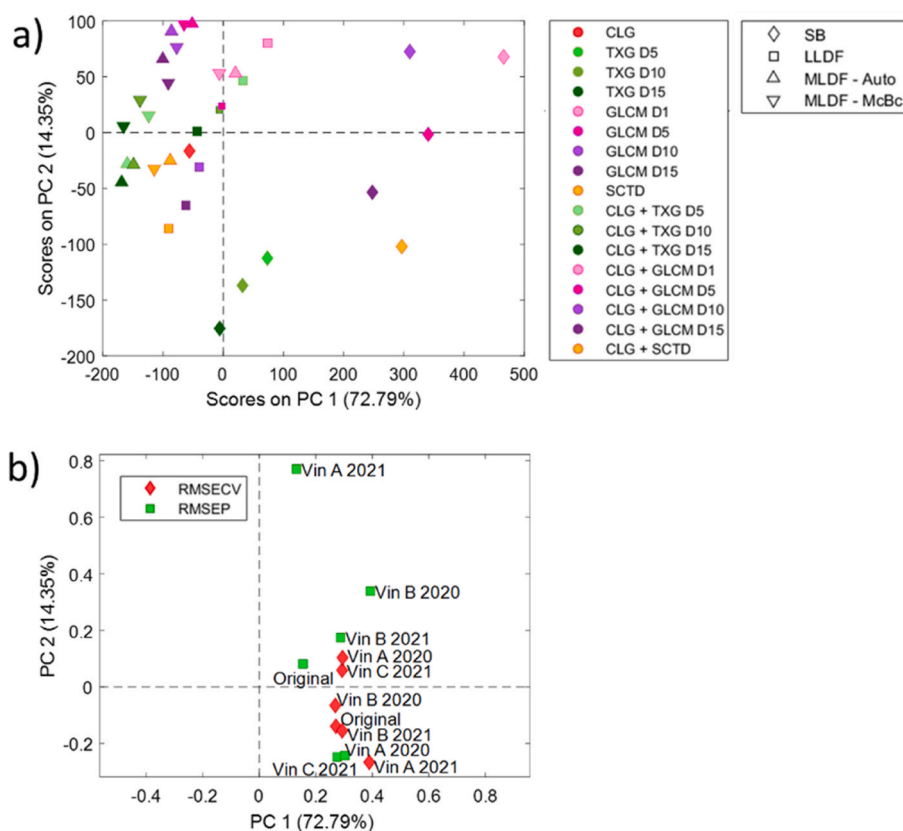 a)
Scores on PC 2 (14.35%)
100
50
0
-50
-100
-150
-200
-200
-100
0
100
200
300
400
500
Scores on PC 1 (72.79%)
CLG
TXG D5
TXG D10
TXG D15
GLCM D1
GLCM D5
GLCM D10
GLCM D15
SCTD
CLG + TXG D5
CLG + TXG D10
CLG + TXG D15
CLG + GLCM D1
CLG + GLCM D5
CLG + GLCM D10
CLG + GLCM D15
CLG + SCTD
SB
LLDF
MLDF - Auto
MLDF - McBc
b)
PC 2 (14.35%)
0.8
0.6
0.4
0.2
0
-0.2
RMSECV
RMSEP
Vin A 2021
Vin B 2020
Vin B 2021
Vin A 2020
Vin C 2021
Original
Vin B 2020
Original
Vin B 2021
Vin A 2020
Vin C 2021
Vin A 2021
-0.4
-0.2
0
0.2
0.4
0.6
0.8
PC 1 (72.79%)